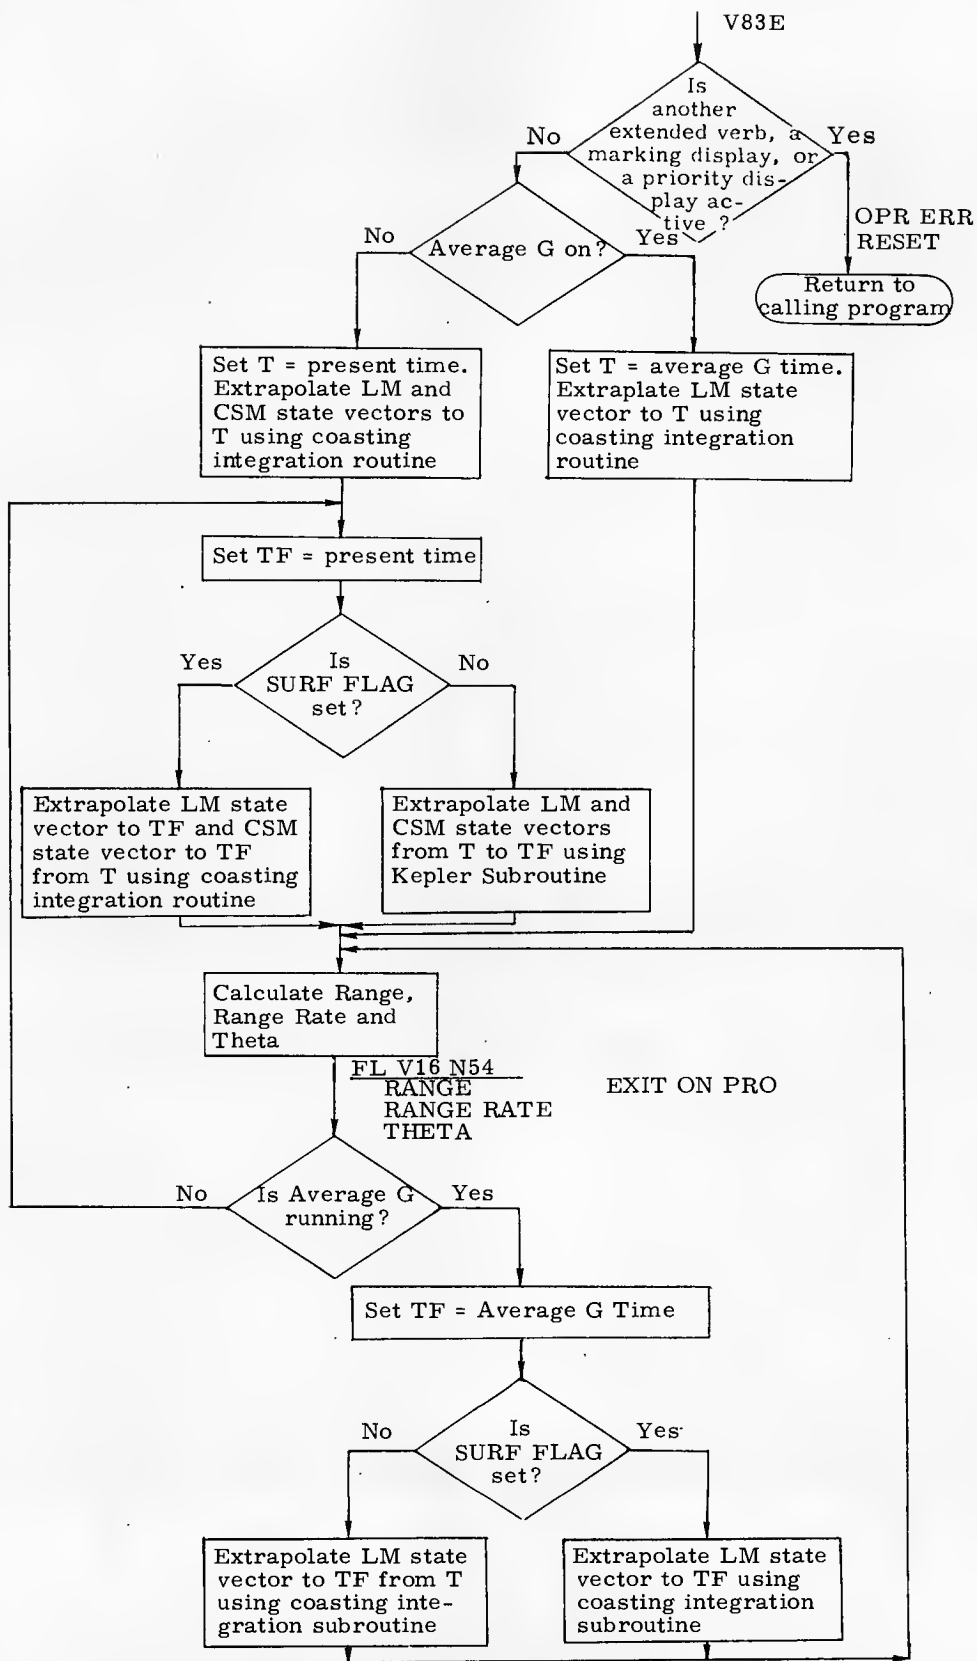 V83E
Is
another
extended verb, a
marking display, or
a priority dis-
play ac-
tive ?
No
Yes
OPR ERR
RESET
Return to
calling program
Average G on?
No
Yes
Set T = present time.
Extrapolate LM and
CSM state vectors to
T using coasting
integration routine
Set T = average G time.
Extraplate LM state
vector to T using
coasting integration
routine
Set TF = present time
Is
SURF FLAG
set?
Yes
No
Extrapolate LM state
vector to TF and CSM
state vector to TF
from T using coasting
integration routine
Extrapolate LM and
CSM state vectors
from T to TF using
Kepler Subroutine
Calculate Range,
Range Rate and
Theta
FL V16 N54
RANGE
RANGE RATE
THETA
EXIT ON PRO
Is Average G
running?
No
Yes
Set TF = Average G Time
Is
SURF FLAG
set?
No
Yes
Extrapolate LM state
vector to TF from T
using coasting inte-
gration subroutine
Extrapolate LM state
vector to TF using
coasting integration
subroutine